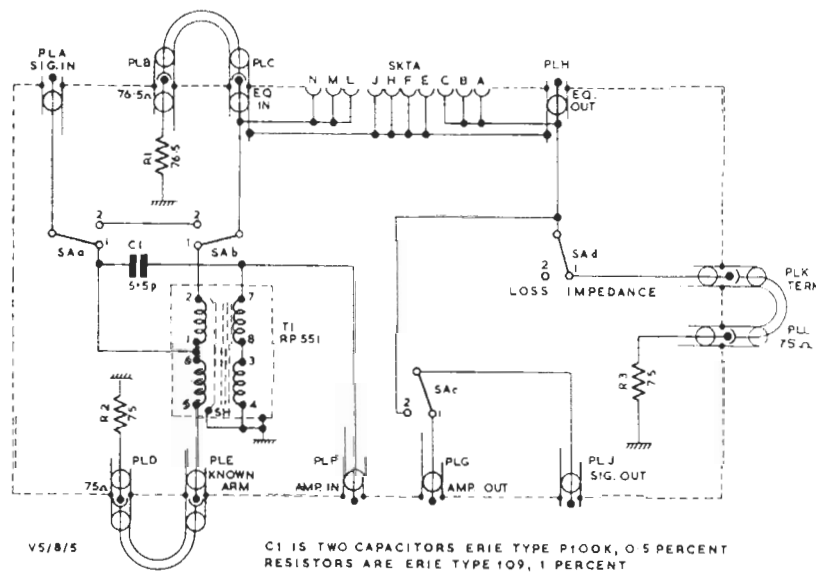 PLA
SIG. IN
PLB
PLC
SKTA
PLH
N M L J H F E C B A
76·5Ω
EQ.
IN
EQ.
OUT
R1
76·5
2
2
1
SAa
C1
5·5p
1
SAb
SAd
2
1
LOSS IMPEDANCE
PLK
TERM
PLL
75Ω
R3
75
2
7
T1
RP 551
1
8
6
3
5
SH
4
R2
75
SAc
2
1
PLD
75Ω
PLE
KNOWN
ARM
PLF
AMP. IN
PLG
AMP. OUT
PLJ
SIG. OUT
V5/8/5
C1 IS TWO CAPACITORS ERIE TYPE P100K, 0·5 PERCENT
RESISTORS ARE ERIE TYPE 109, 1 PERCENT